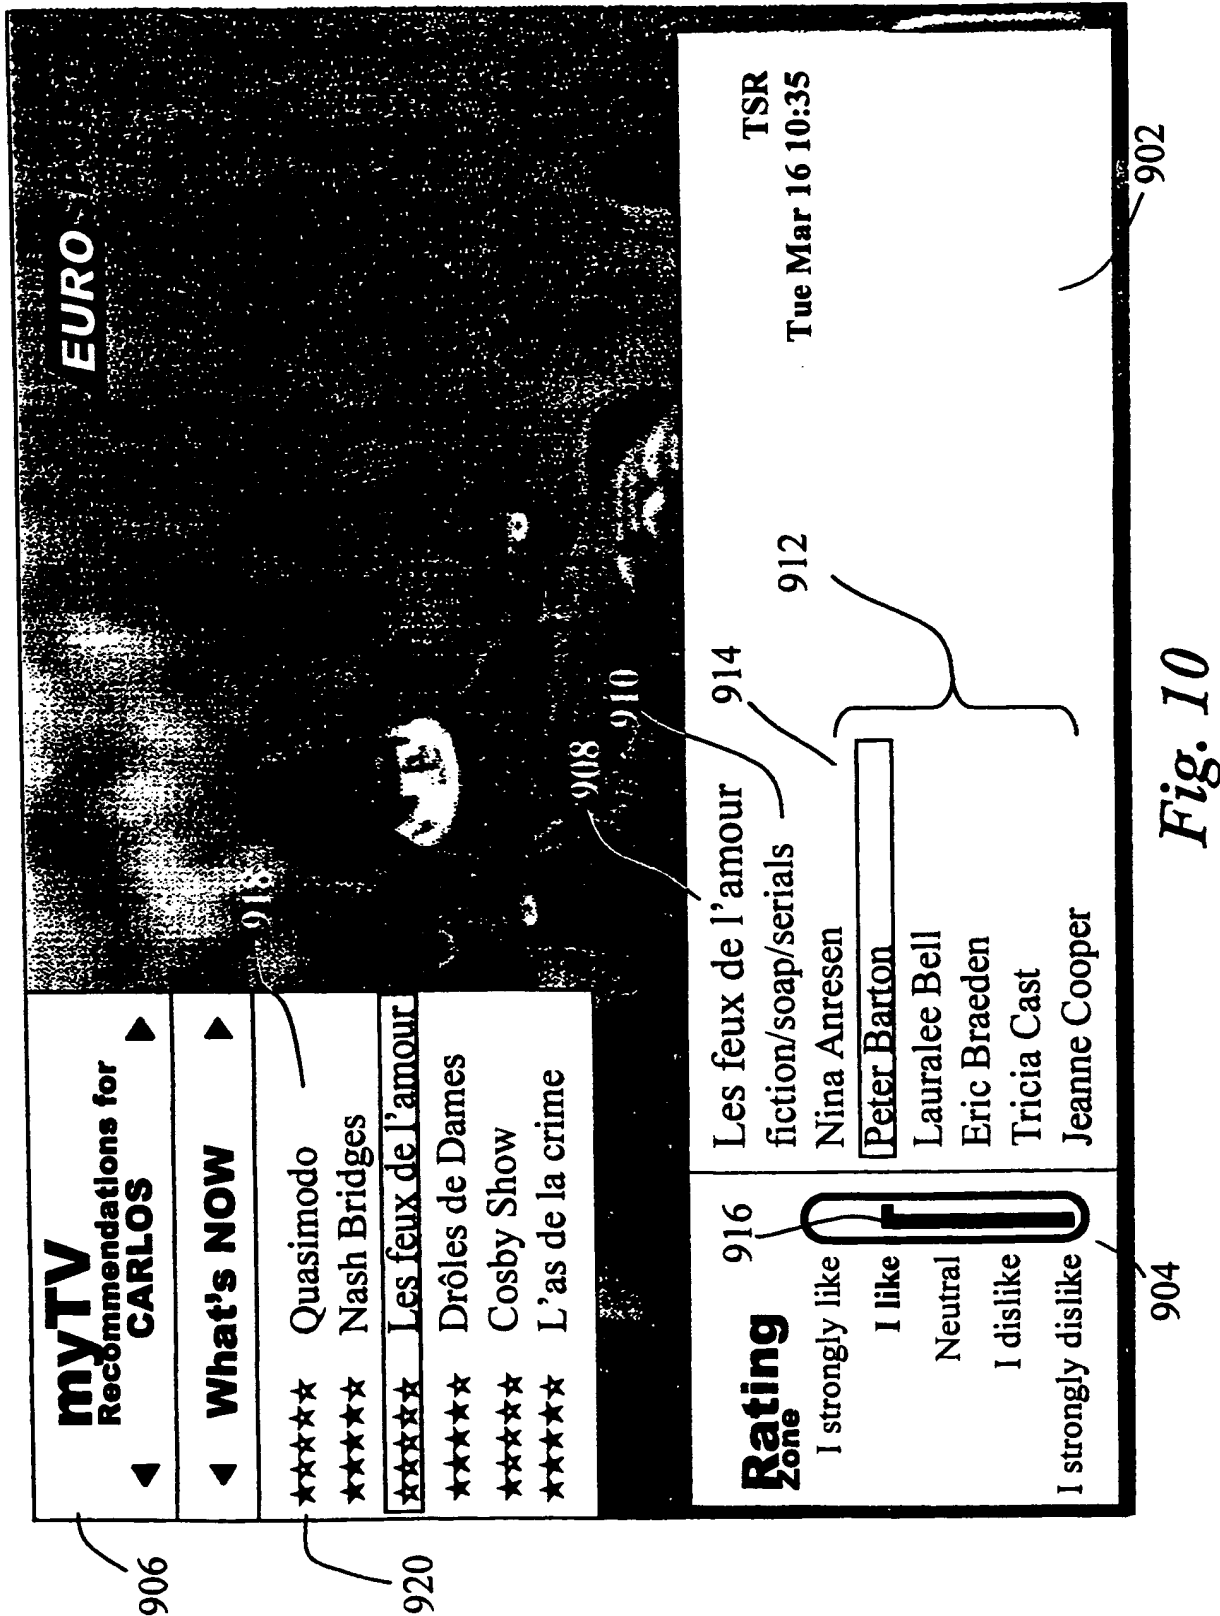 906
myTV
Recommendations for
CARLOS
What's NOW
918
920
Quasimodo
Nash Bridges
Les feux de l'amour
Drôles de Dames
Cosby Show
L'as de la crime
EURO
908
910
914
912
Rating
Zone
916
I strongly like
I like
Neutral
I dislike
I strongly dislike
904
Les feux de l'amour
fiction/soap/serials
Nina Anresen
Peter Barton
Lauralee Bell
Eric Braeden
Tricia Cast
Jeanne Cooper
TSR
Tue Mar 16 10:35
902
Fig. 10